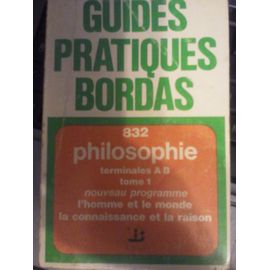 GUIDES
PRATIQUES
BORDAS
832
philosophie
terminales A B
tome 1
nouveau programme
l'homme et le monde
la connaissance et la raison
B